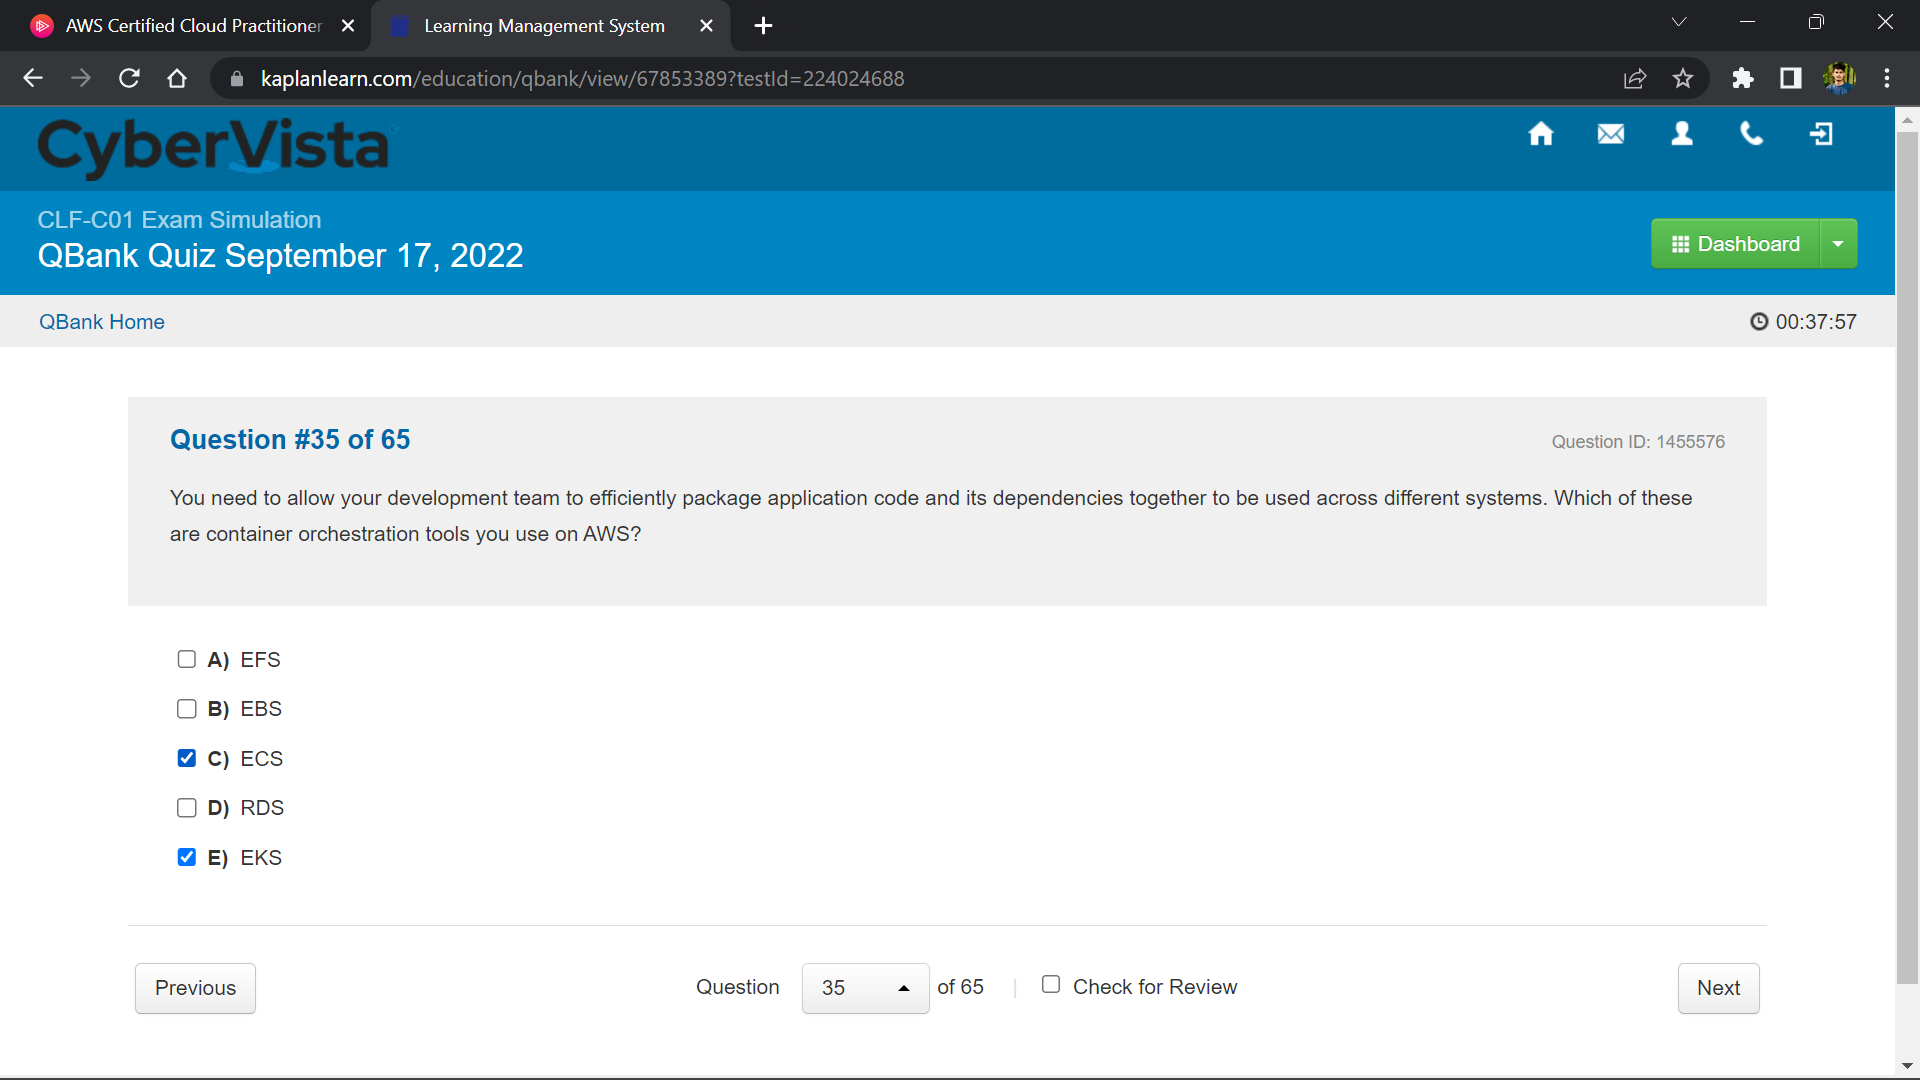 AWS Certified Cloud Practitioner
Learning Management System
kaplanlearn.com/education/qbank/view/67853389?testId=224024688
CyberVista
CLF-C01 Exam Simulation
QBank Quiz September 17, 2022
Dashboard
QBank Home
00:37:57
Question #35 of 65
Question ID: 1455576
You need to allow your development team to efficiently package application code and its dependencies together to be used across different systems. Which of these
are container orchestration tools you use on AWS?
A) EFS
B) EBS
C) ECS
D) RDS
E) EKS
Previous
Question 35 of 65
Check for Review
Next